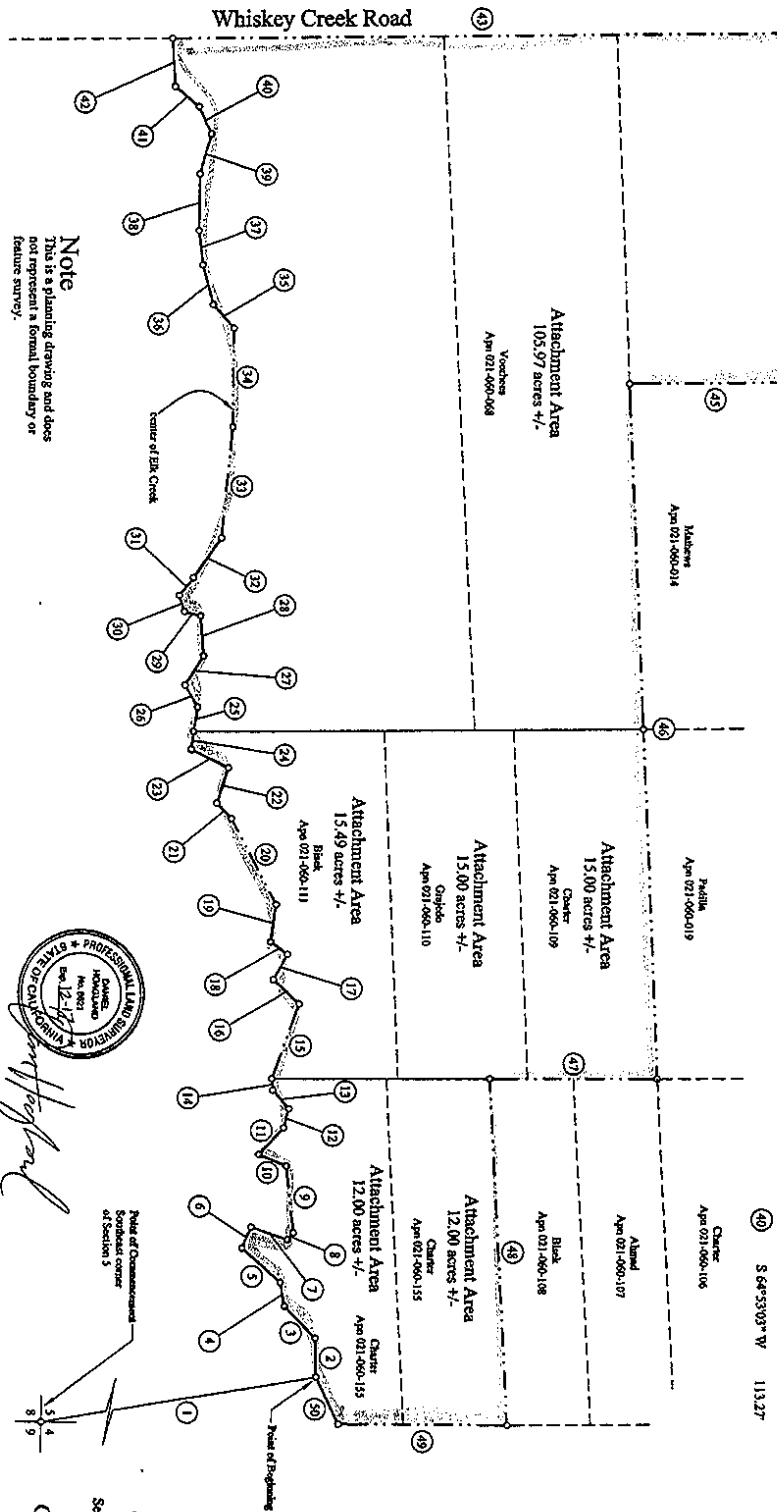 Whiskey Creek Road
43
40 S 64°53'03" W 113.27
45
Mathews
Apn 021-060-014
46
Padilla
Apn 021-060-019
47
Charter
Apn 021-060-106
Ahmed
Apn 021-060-107
Bisek
Apn 021-060-108
48
49
Attachment Area
105.97 acres +/-
Voorhees
Apn 021-060-068
Attachment Area
15.00 acres +/-
Charter
Apn 021-060-109
Attachment Area
15.00 acres +/-
Grajedo
Apn 021-060-110
Attachment Area
15.49 acres +/-
Bisek
Apn 021-060-111
Attachment Area
12.00 acres +/-
Charter
Apn 021-060-155
Attachment Area
12.00 acres +/-
Charter
Apn 021-060-155
42
41
40
39
38
37
36
35
34
33
32
31
30
29
28
27
26
25
24
23
22
21
20
19
18
17
16
15
14
13
12
11
10
9
8
7
6
5
4
3
2
50
1
center of Elk Creek
Point of Beginning
Point of Commencement
Southeast corner
of Section 5
5 4
8 9
Note
This is a planning drawing and does
not represent a formal boundary or
feature survey.
PROFESSIONAL LAND SURVEYOR
STATE OF CALIFORNIA
DANIEL
HOAGLAND
Exp. 12-17